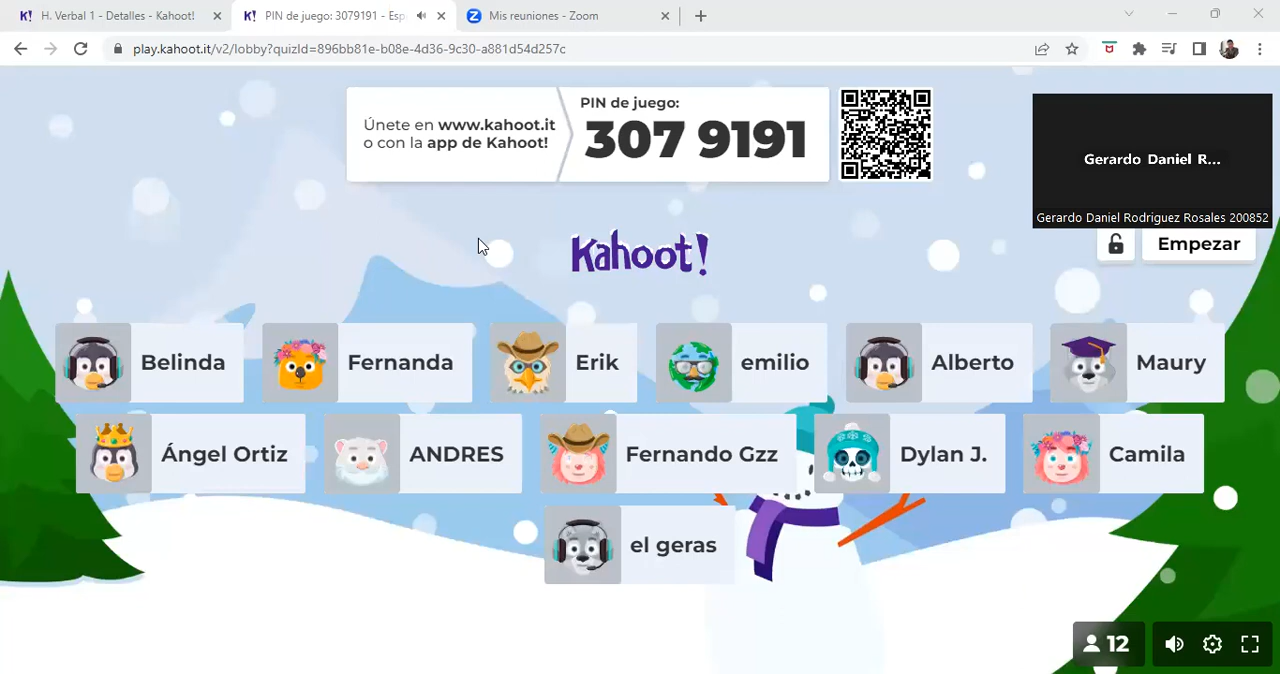 H. Verbal 1 - Detalles - Kahoot!
PIN de juego: 3079191 - Esp
Mis reuniones - Zoom
play.kahoot.it/v2/lobby?quizId=896bb81e-b08e-4d36-9c30-a881d54d257c
Únete en www.kahoot.it
o con la app de Kahoot!
PIN de juego:
307 9191
Gerardo Daniel R...
Gerardo Daniel Rodriguez Rosales 200852
Kahoot!
Empezar
Belinda
Fernanda
Erik
emilio
Alberto
Maury
Ángel Ortiz
ANDRES
Fernando Gzz
Dylan J.
Camila
el geras
12